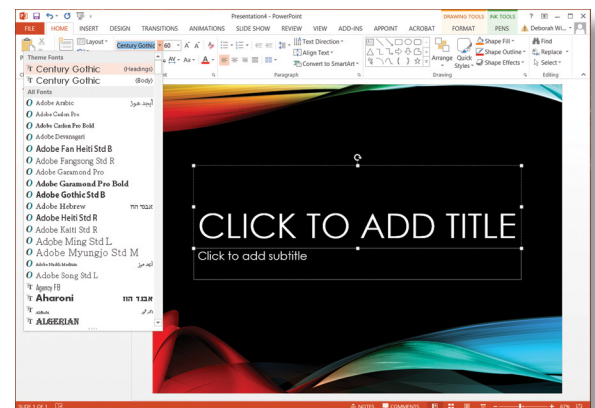 Presentation4 - PowerPoint
DRAWING TOOLS INK TOOLS
FILE HOME INSERT DESIGN TRANSITIONS ANIMATIONS SLIDE SHOW REVIEW VIEW ADD-INS APPOINT ACROBAT FORMAT PENS Deborah Wi...
Layout
Century Gothic 60
Text Direction
Align Text
Convert to SmartArt
Paragraph
Arrange
Quick Styles
Shape Fill
Shape Outline
Shape Effects
Drawing
Find
Replace
Select
Editing
Theme Fonts
Century Gothic (Headings)
Century Gothic (Body)
All Fonts
Adobe Arabic أبجد هوز
Adobe Caslon Pro
Adobe Caslon Pro Bold
Adobe Devanagari
Adobe Fan Heiti Std B
Adobe Fangsong Std R
Adobe Garamond Pro
Adobe Garamond Pro Bold
Adobe Gothic Std B
Adobe Hebrew אבגד הוז
Adobe Heiti Std R
Adobe Kaiti Std R
Adobe Ming Std L
Adobe Myungjo Std M
Adobe Naskh Medium أبجد هوز
Adobe Song Std L
Agency FB
Aharoni אבגד הוז
ALGERIAN
CLICK TO ADD TITLE
Click to add subtitle
SLIDE 1 OF 1
NOTES COMMENTS 67%